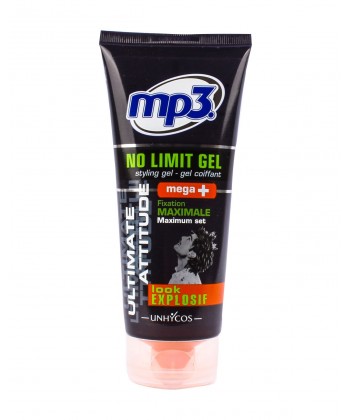 mp3.
NO LIMIT GEL
styling gel - gel coiffant
mega +
Fixation
MAXIMALE
Maximum set
ULTIMATE
ATTITUDE
look
EXPLOSIF
UNHYCOS